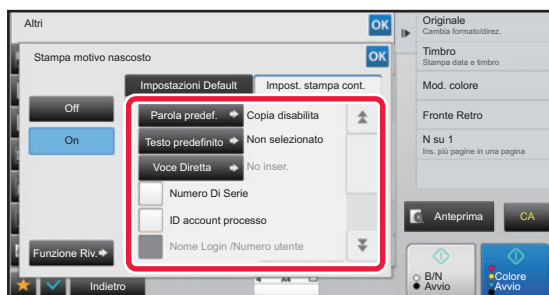 Altri
OK
Stampa motivo nascosto
OK
Impostazioni Default
Impost. stampa cont.
Off
On
Parola predef.
Copia disabilita
Testo predefinito
Non selezionato
Voce Diretta
No inser.
Numero Di Serie
ID account processo
Nome Login /Numero utente
Funzione Riv.
Indietro
A4
Originale
Cambia formato/direz.
Timbro
Stampa data e timbro
Mod. colore
Fronte Retro
N su 1
Ins. più pagine in una pagina
Anteprima
CA
B/N
Avvio
Colore
Avvio